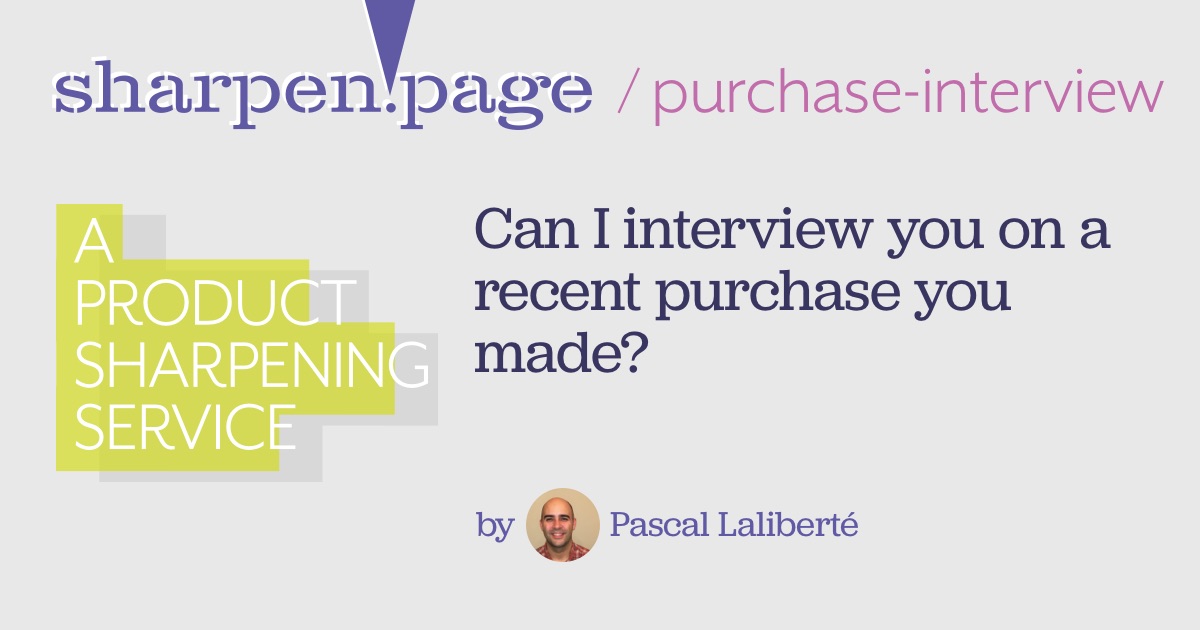 sharpen.page / purchase-interview
A
PRODUCT
SHARPENING
SERVICE
Can I interview you on a
recent purchase you
made?
by Pascal Laliberté